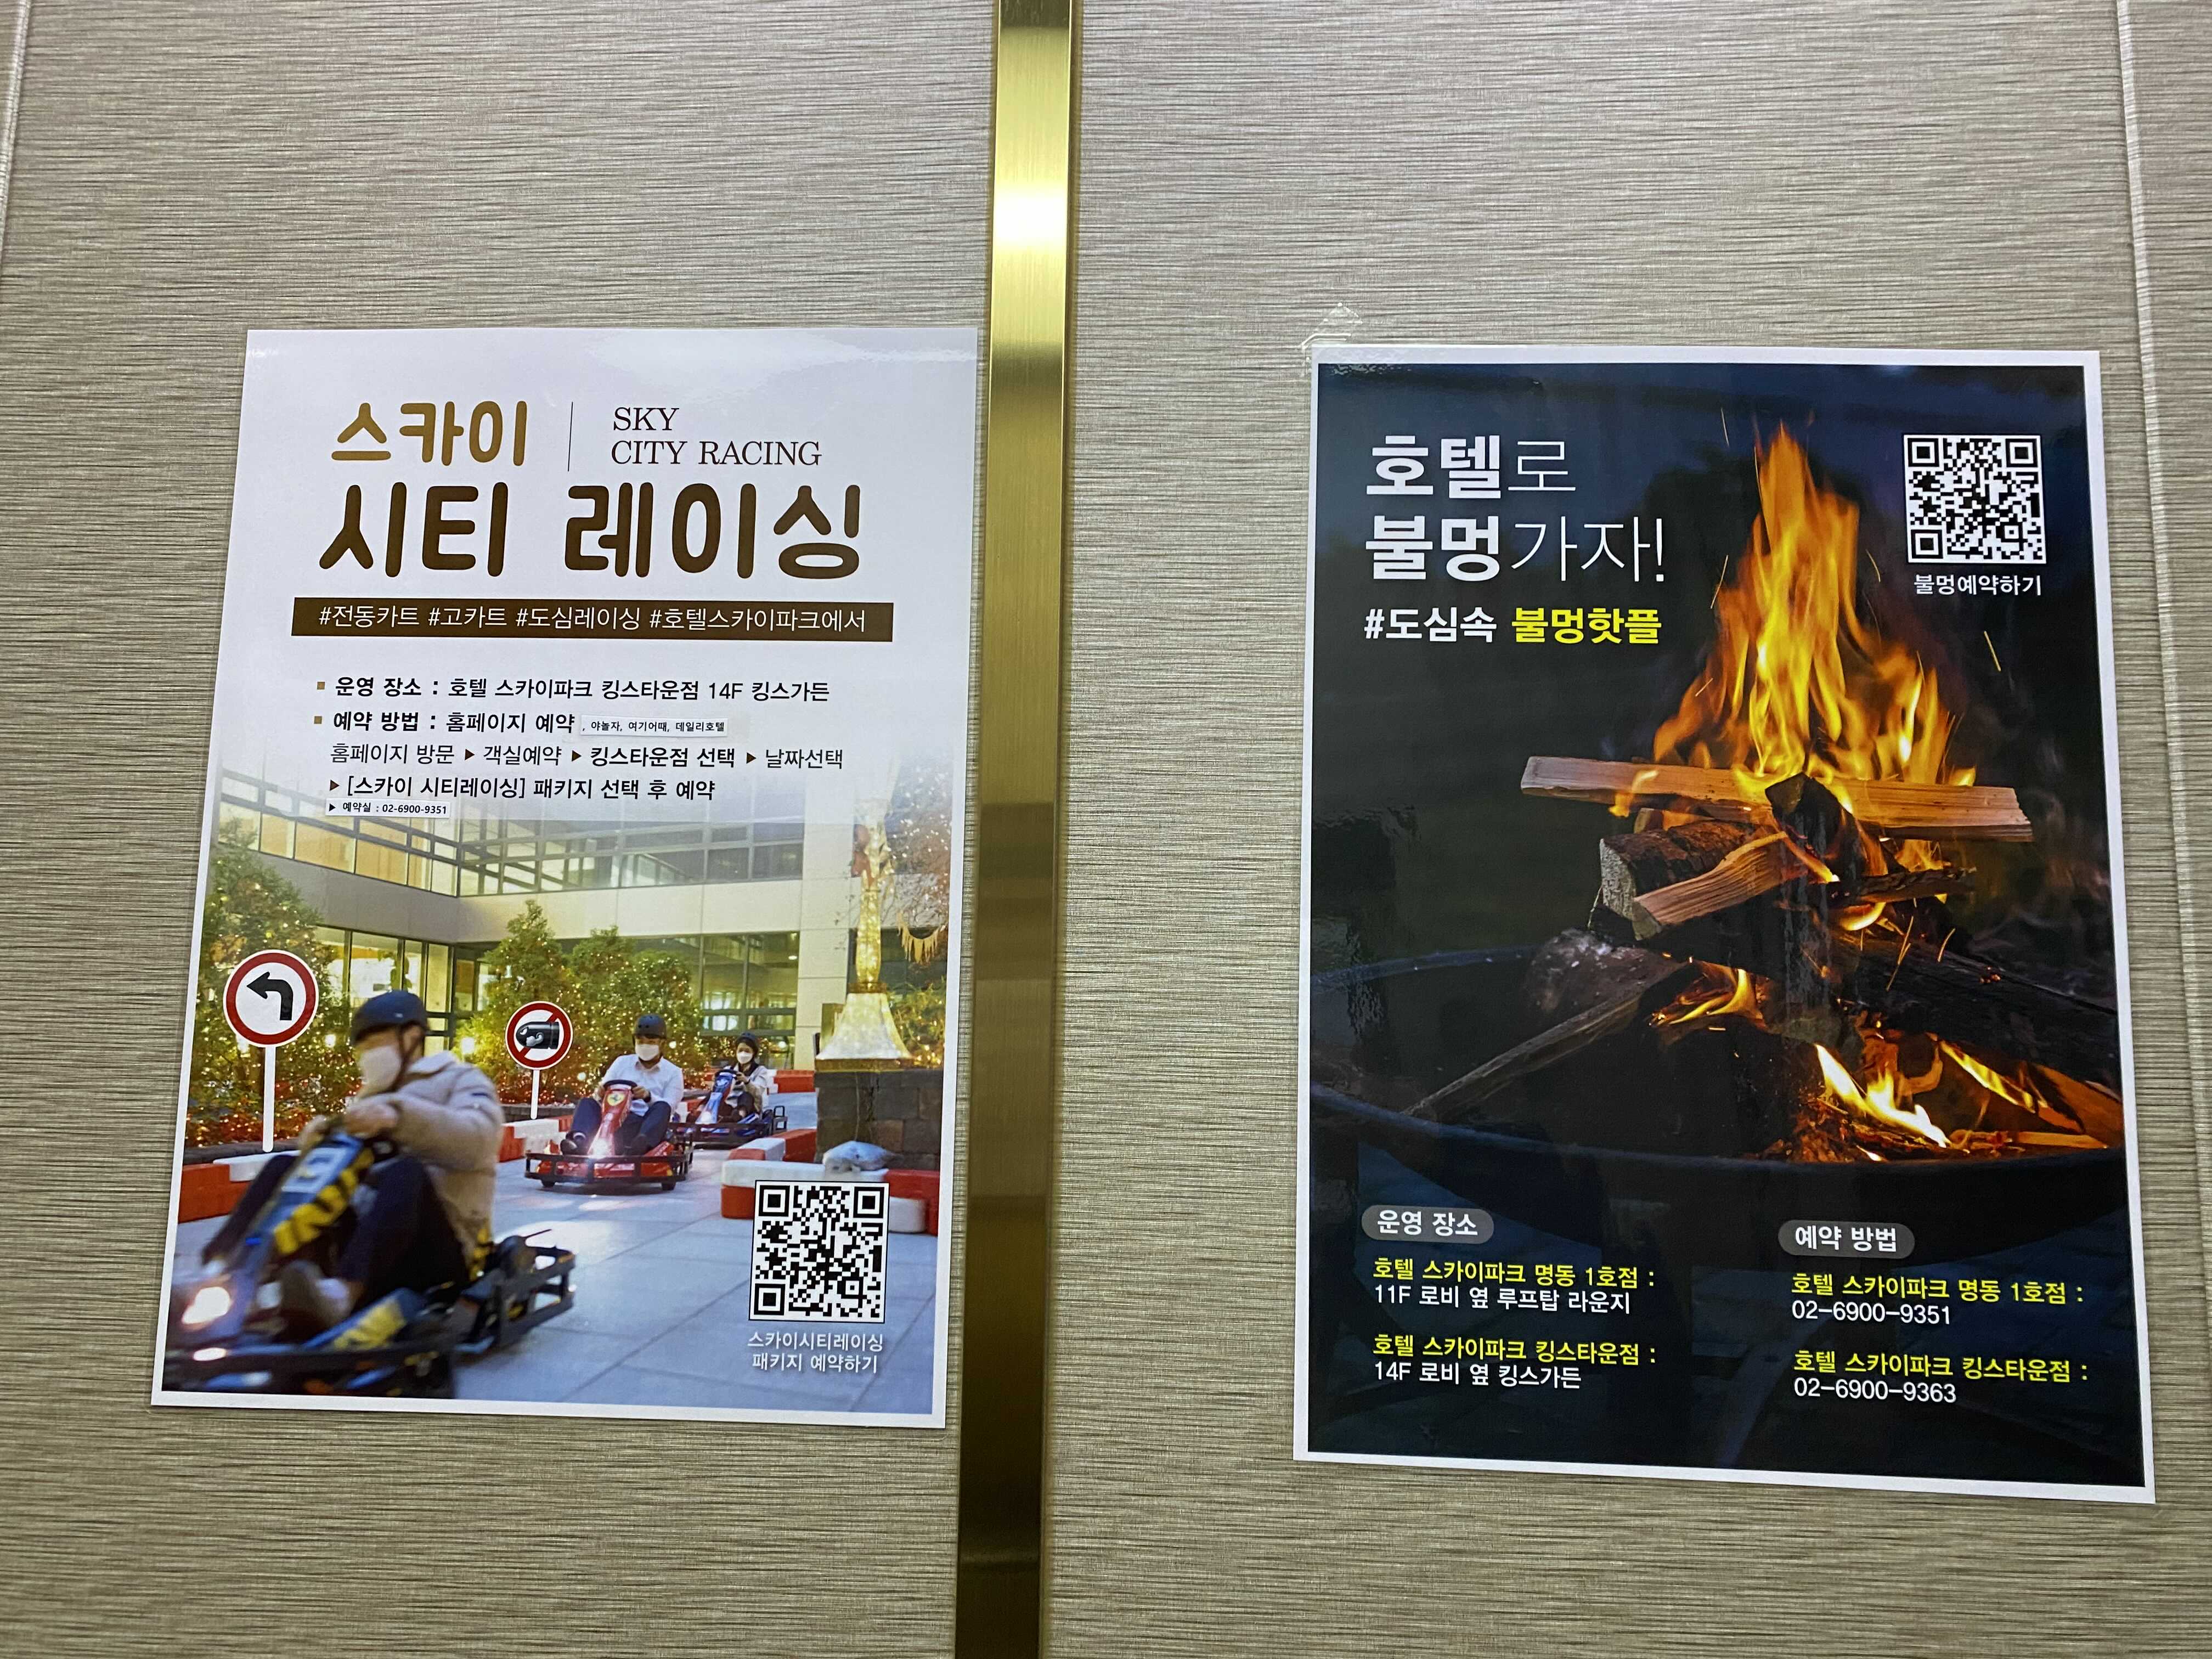 스카이
SKY
CITY RACING
시티 레이싱
#전동카트 #고카트 #도심레이싱 #호텔스카이파크에서
운영 장소 : 호텔 스카이파크 킹스타운점 14F 킹스가든
예약 방법 : 홈페이지 예약 , 야놀자, 여기어때, 데일리호텔
홈페이지 방문 ▶ 객실예약 ▶ 킹스타운점 선택 ▶ 날짜선택
▶ [스카이 시티레이싱] 패키지 선택 후 예약
▶ 예약실 : 02-6900-9351
스카이시티레이싱
패키지 예약하기
호텔로
불멍가자!
#도심속 불멍핫플
불멍예약하기
운영 장소
호텔 스카이파크 명동 1호점 :
11F 로비 옆 루프탑 라운지
호텔 스카이파크 킹스타운점 :
14F 로비 옆 킹스가든
예약 방법
호텔 스카이파크 명동 1호점 :
02-6900-9351
호텔 스카이파크 킹스타운점 :
02-6900-9363